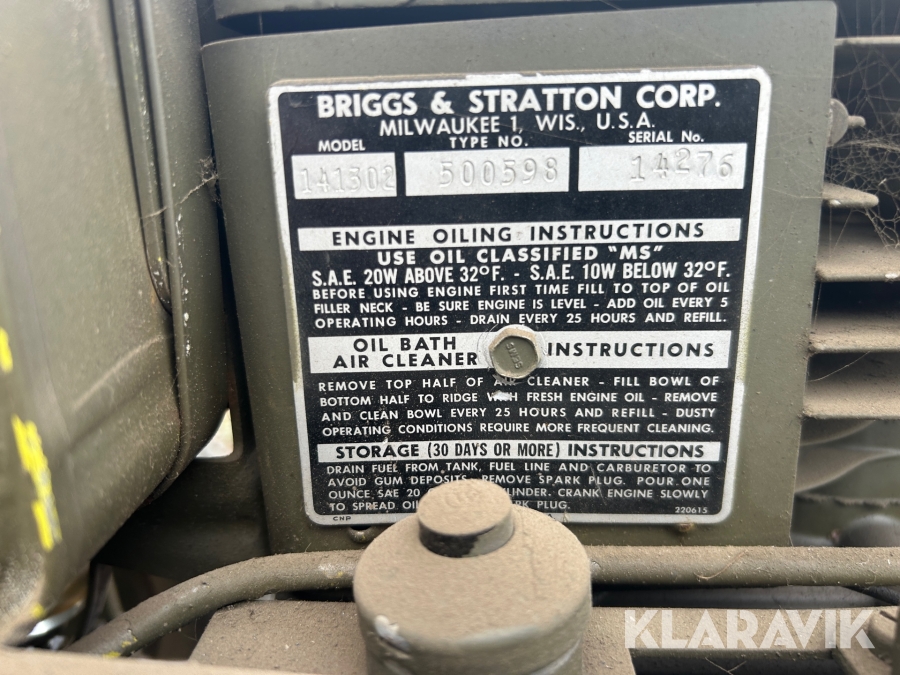 BRIGGS & STRATTON CORP.
MILWAUKEE 1, WIS., U.S.A.
MODEL TYPE NO. SERIAL No.
141302 500598 14276
ENGINE OILING INSTRUCTIONS
USE OIL CLASSIFIED "MS"
S.A.E. 20W ABOVE 32°F. - S.A.E. 10W BELOW 32°F.
BEFORE USING ENGINE FIRST TIME FILL TO TOP OF OIL
FILLER NECK - BE SURE ENGINE IS LEVEL - ADD OIL EVERY 5
OPERATING HOURS - DRAIN EVERY 25 HOURS AND REFILL.
OIL BATH
AIR CLEANER INSTRUCTIONS
REMOVE TOP HALF OF AIR CLEANER - FILL BOWL OF
BOTTOM HALF TO RIDGE WITH FRESH ENGINE OIL - REMOVE
AND CLEAN BOWL EVERY 25 HOURS AND REFILL - DUSTY
OPERATING CONDITIONS REQUIRE MORE FREQUENT CLEANING.
STORAGE (30 DAYS OR MORE) INSTRUCTIONS
DRAIN FUEL FROM TANK, FUEL LINE AND CARBURETOR TO
AVOID GUM DEPOSITS. REMOVE SPARK PLUG. POUR ONE
OUNCE SAE 20 CYLINDER. CRANK ENGINE SLOWLY
TO SPREAD OIL PLUG.
CNP 220615
KLARAVIK